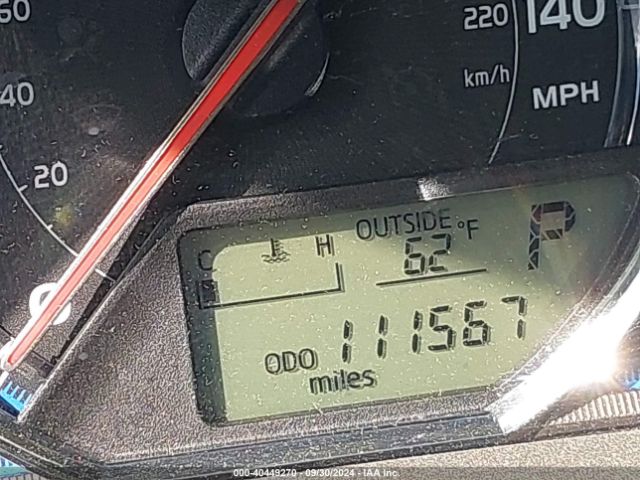 60
220
140
km/h
MPH
40
20
0
OUTSIDE °F
62
P
C H
ODO 111567
miles
000-40449270 - 09/30/2024 - IAA Inc.